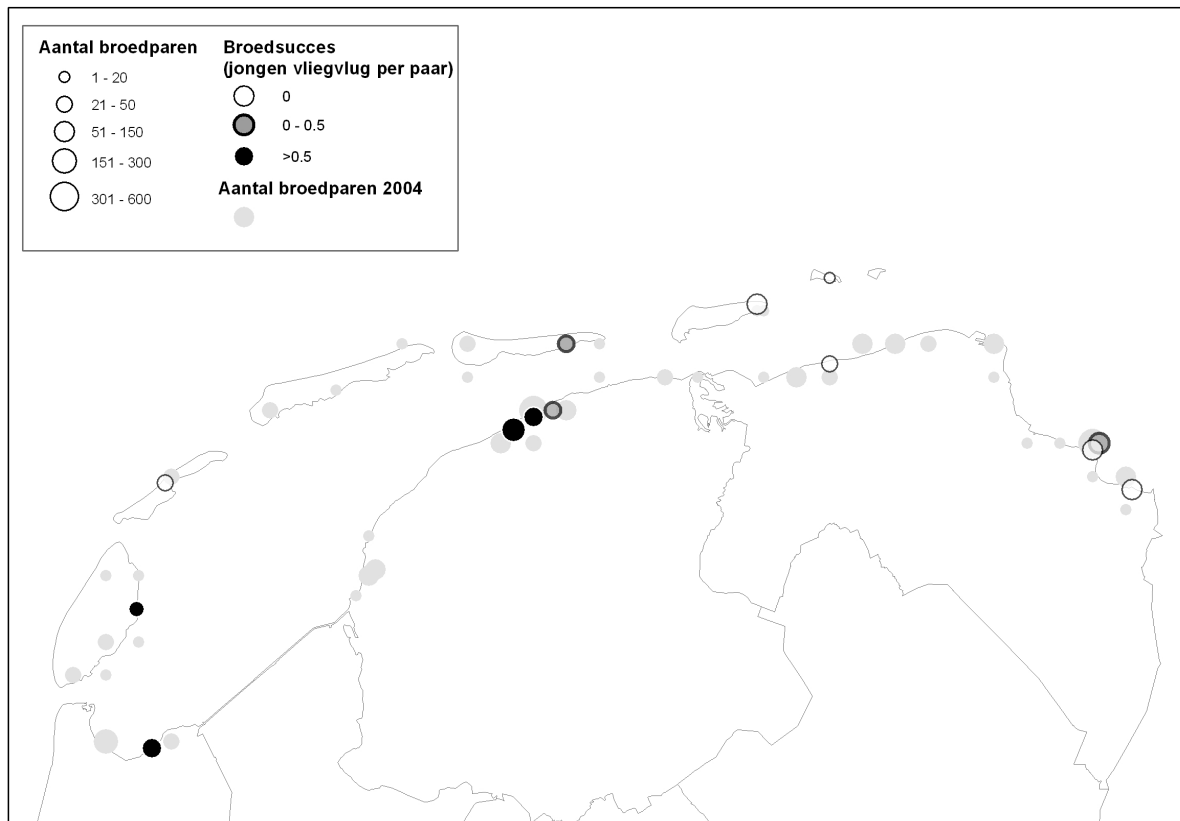 Aantal broedparen
1 - 20
21 - 50
51 - 150
151 - 300
301 - 600
Broedsucces
(jongen vliegvlug per paar)
0
0 - 0.5
>0.5
Aantal broedparen 2004